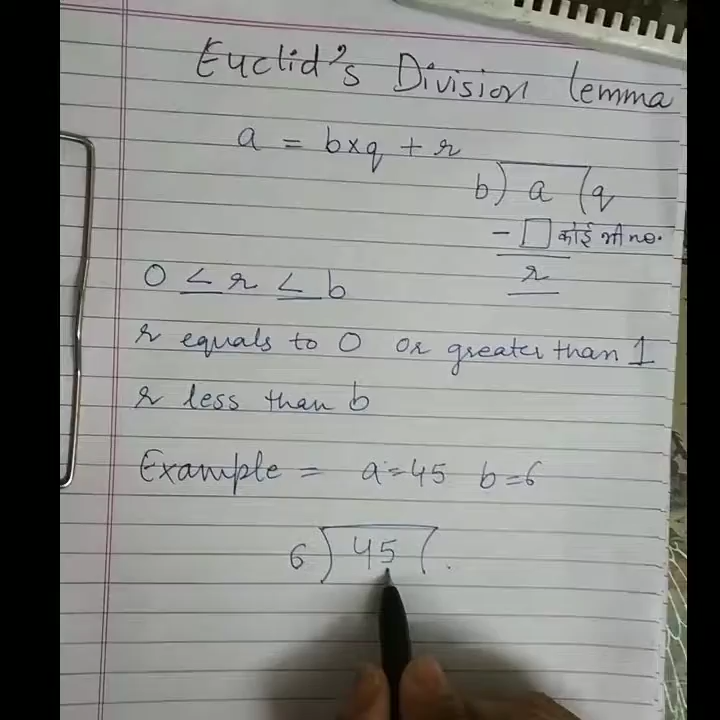 Euclid's Division lemma
a = b×q + r
b) a (q
- □ कोई भी no.
r
0 ≤ r ≤ b
r equals to 0 or greater than 1
r less than b
Example = a=45 b=6
6) 45 (